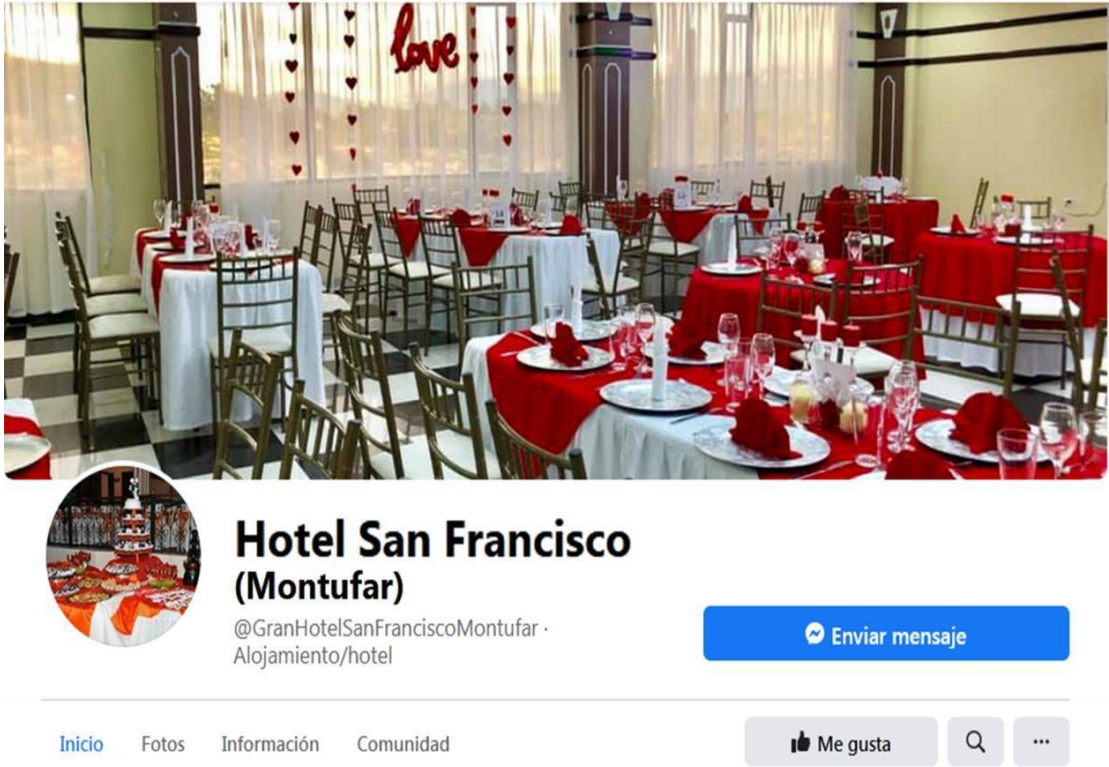 love
Hotel San Francisco
(Montufar)
@GranHotelSanFranciscoMontufar ·
Alojamiento/hotel
Enviar mensaje
Inicio Fotos Información Comunidad
Me gusta